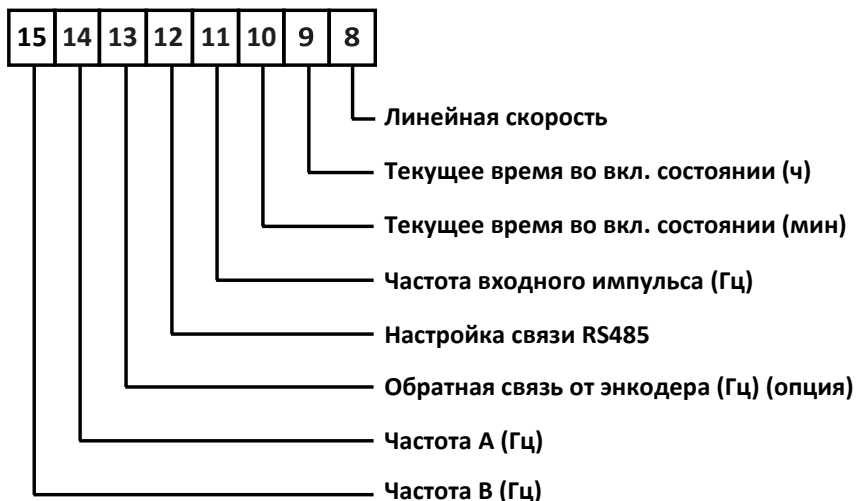 15 14 13 12 11 10 9 8
Линейная скорость
Текущее время во вкл. состоянии (ч)
Текущее время во вкл. состоянии (мин)
Частота входного импульса (Гц)
Настройка связи RS485
Обратная связь от энкодера (Гц) (опция)
Частота А (Гц)
Частота В (Гц)